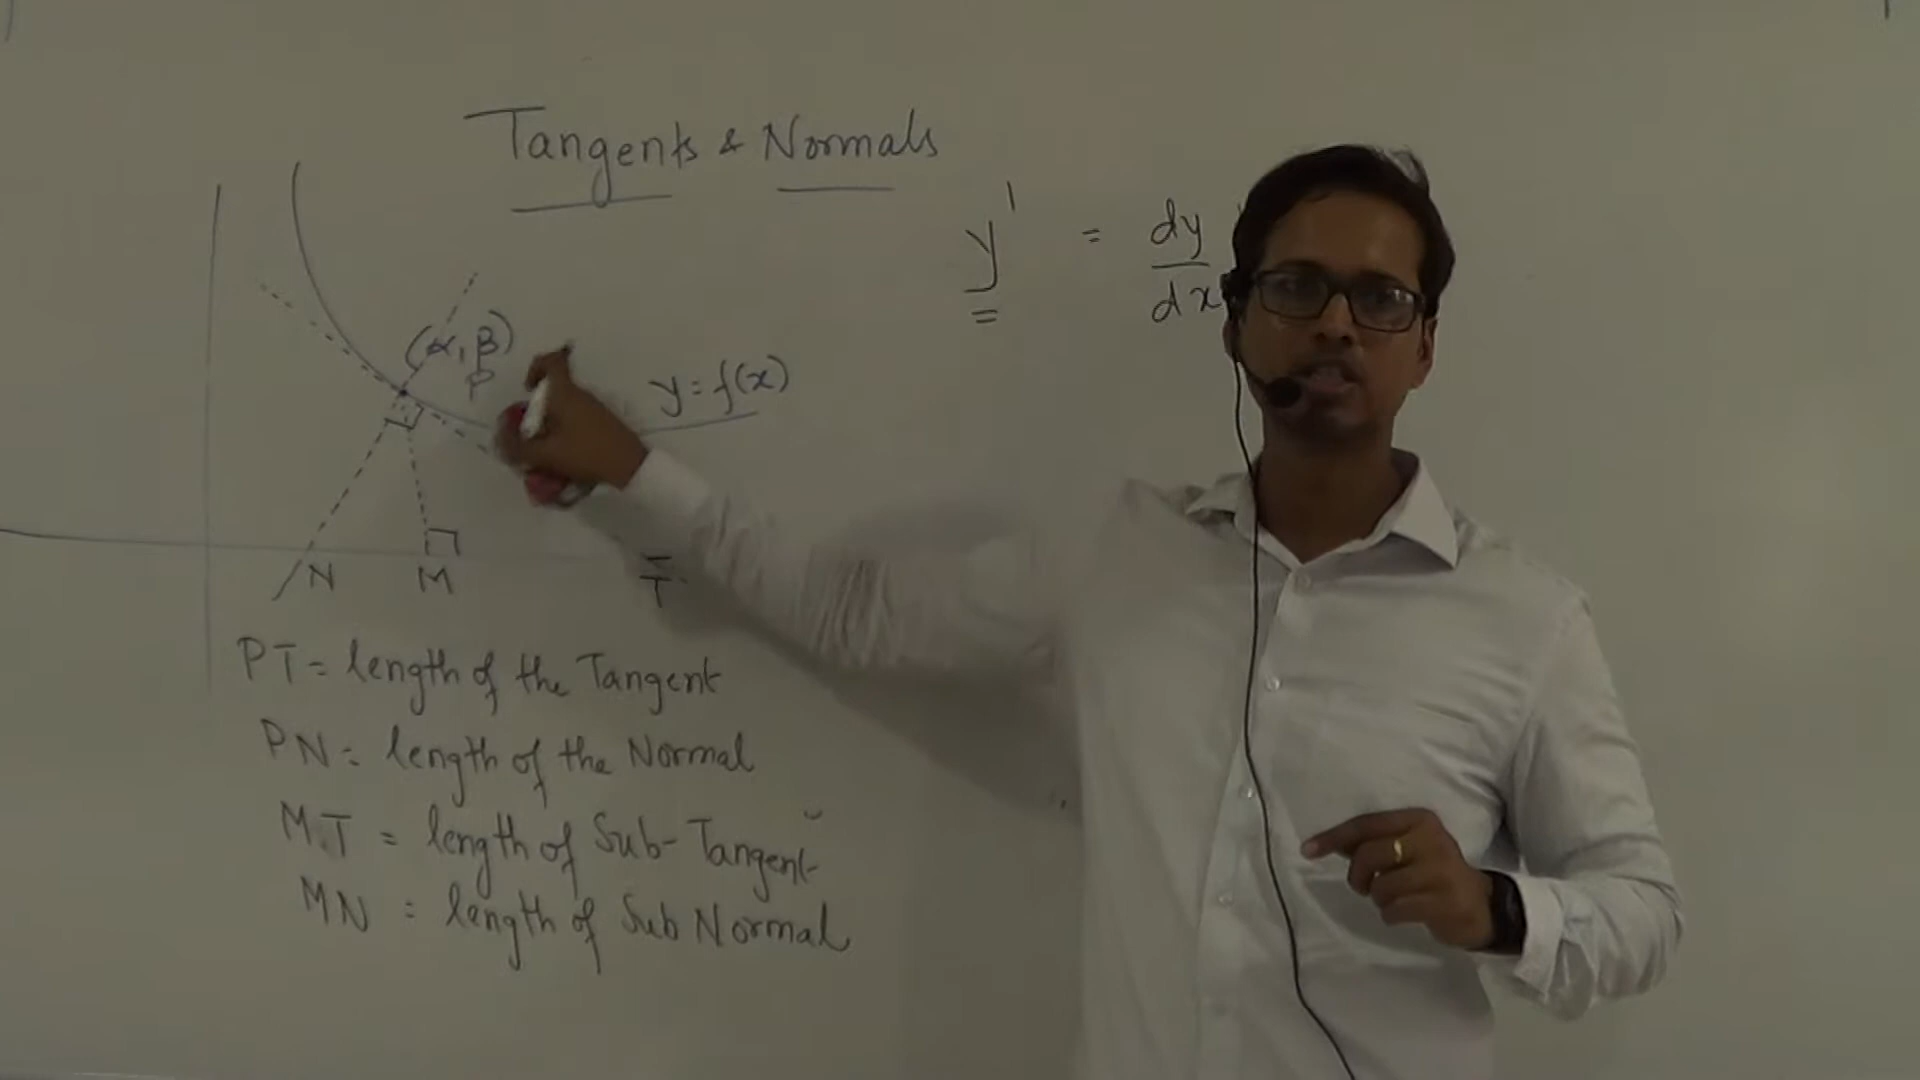 Tangents & Normals
y' = dy
dx
(α, β)
P
y = f(x)
N M T
PT = length of the Tangent
PN = length of the Normal
M.T = length of Sub-Tangent
MN = length of Sub Normal